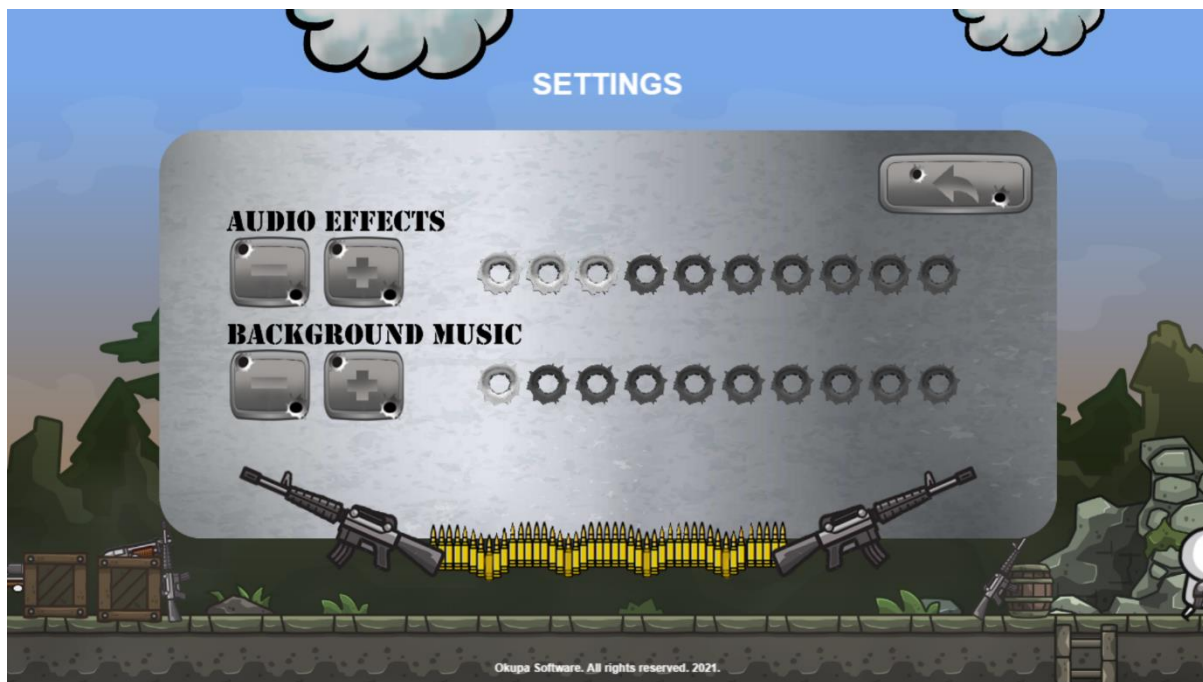 SETTINGS
AUDIO EFFECTS
BACKGROUND MUSIC
Okupa Software. All rights reserved. 2021.